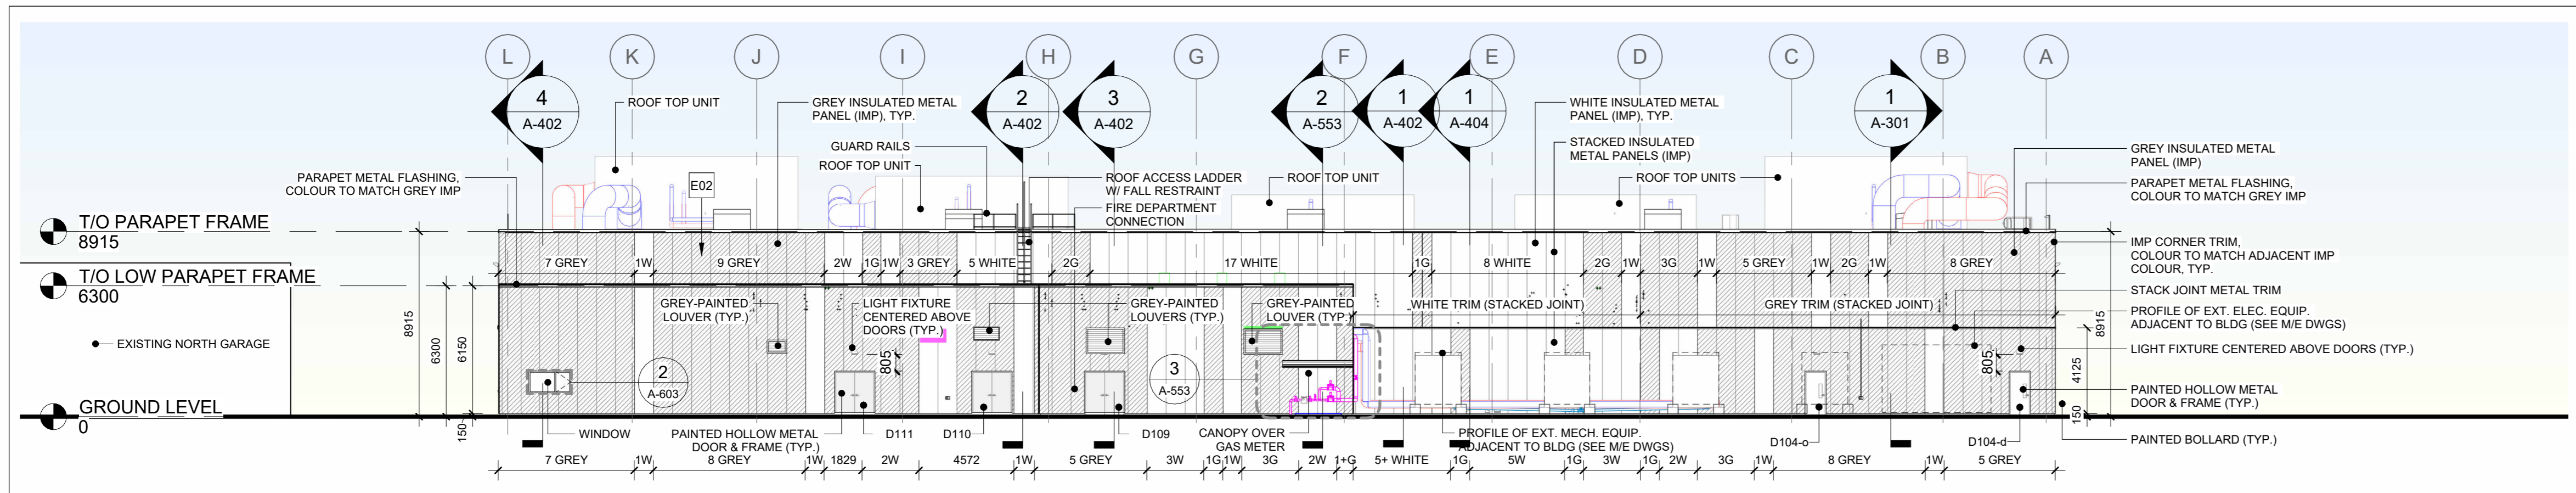 L
K
J
I
H
G
F
E
D
C
B
A
4
A-402
2
A-402
3
A-402
2
A-553
1
A-402
1
A-404
1
A-301
ROOF TOP UNIT
GREY INSULATED METAL
PANEL (IMP), TYP.
GUARD RAILS
ROOF TOP UNIT
PARAPET METAL FLASHING,
COLOUR TO MATCH GREY IMP
E02
ROOF ACCESS LADDER
W/ FALL RESTRAINT
FIRE DEPARTMENT
CONNECTION
ROOF TOP UNIT
WHITE INSULATED METAL
PANEL (IMP), TYP.
STACKED INSULATED
METAL PANELS (IMP)
ROOF TOP UNITS
GREY INSULATED METAL
PANEL (IMP)
PARAPET METAL FLASHING,
COLOUR TO MATCH GREY IMP
IMP CORNER TRIM,
COLOUR TO MATCH ADJACENT IMP
COLOUR, TYP.
STACK JOINT METAL TRIM
PROFILE OF EXT. ELEC. EQUIP.
ADJACENT TO BLDG (SEE M/E DWGS)
LIGHT FIXTURE CENTERED ABOVE DOORS (TYP.)
PAINTED HOLLOW METAL
DOOR & FRAME (TYP.)
PAINTED BOLLARD (TYP.)
T/O PARAPET FRAME
8915
T/O LOW PARAPET FRAME
6300
EXISTING NORTH GARAGE
GROUND LEVEL
0
8915
6300
6150
150
7 GREY
1W
9 GREY
2W
1G
1W
3 GREY
5 WHITE
2G
17 WHITE
1G
8 WHITE
2G
1W
3G
1W
5 GREY
1W
2G
1W
8 GREY
GREY-PAINTED
LOUVER (TYP.)
LIGHT FIXTURE
CENTERED ABOVE
DOORS (TYP.)
GREY-PAINTED
LOUVERS (TYP.)
GREY-PAINTED
LOUVER (TYP.)
WHITE TRIM (STACKED JOINT)
GREY TRIM (STACKED JOINT)
805
805
8915
4125
150
2
A-603
3
A-553
WINDOW
PAINTED HOLLOW METAL
DOOR & FRAME (TYP.)
D111
D110
D109
CANOPY OVER
GAS METER
PROFILE OF EXT. MECH. EQUIP.
ADJACENT TO BLDG (SEE M/E DWGS)
D104-o
D104-d
7 GREY
1W
8 GREY
1W
1829
2W
4572
1W
5 GREY
3W
1G
1W
3G
2W
1+G
5+ WHITE
1G
5W
1G
3W
1G
2W
3G
1W
8 GREY
1W
5 GREY